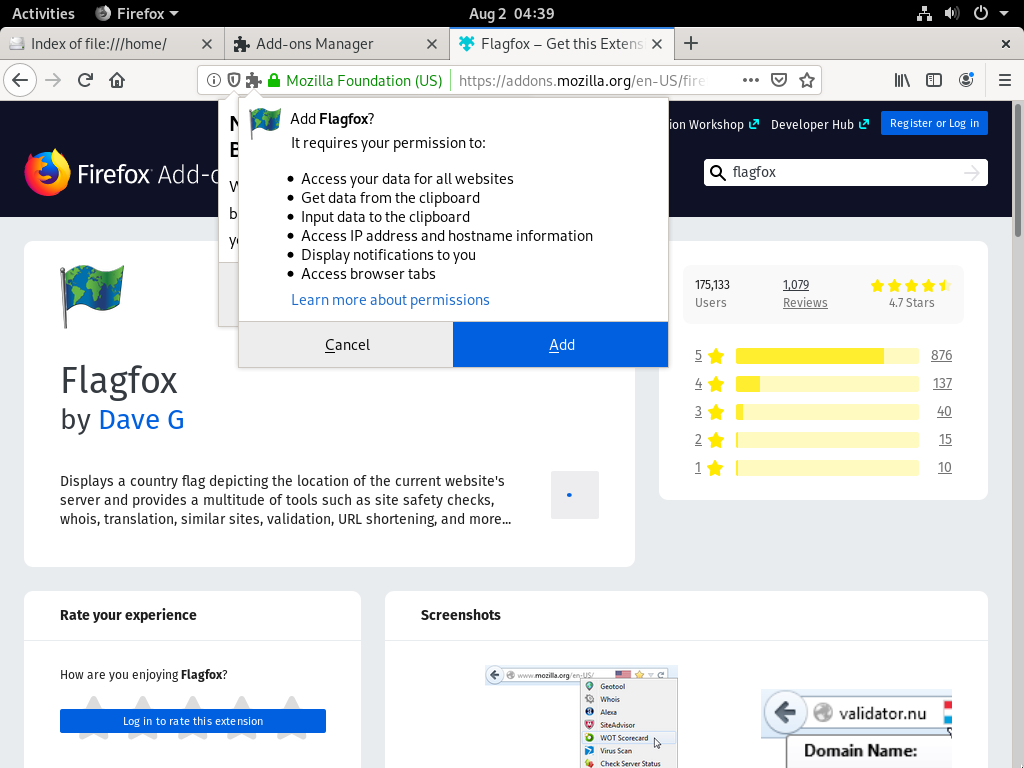 Activities
Firefox
Aug 2 04:39
Index of file:///home/
Add-ons Manager
Flagfox – Get this Extens
Mozilla Foundation (US)
https://addons.mozilla.org/en-US/fire
Add Flagfox?
It requires your permission to:
Access your data for all websites
Get data from the clipboard
Input data to the clipboard
Access IP address and hostname information
Display notifications to you
Access browser tabs
Learn more about permissions
Cancel
Add
ion Workshop
Developer Hub
Register or Log in
Firefox Add-o
flagfox
Flagfox
by Dave G
Displays a country flag depicting the location of the current website's
server and provides a multitude of tools such as site safety checks,
whois, translation, similar sites, validation, URL shortening, and more...
175,133
Users
1,079
Reviews
4.7 Stars
5 876
4 137
3 40
2 15
1 10
Rate your experience
How are you enjoying Flagfox?
Log in to rate this extension
Screenshots
www.mozilla.org/en-US/
Geotool
Whois
Alexa
SiteAdvisor
WOT Scorecard
Virus Scan
Check Server Status
validator.nu
Domain Name: